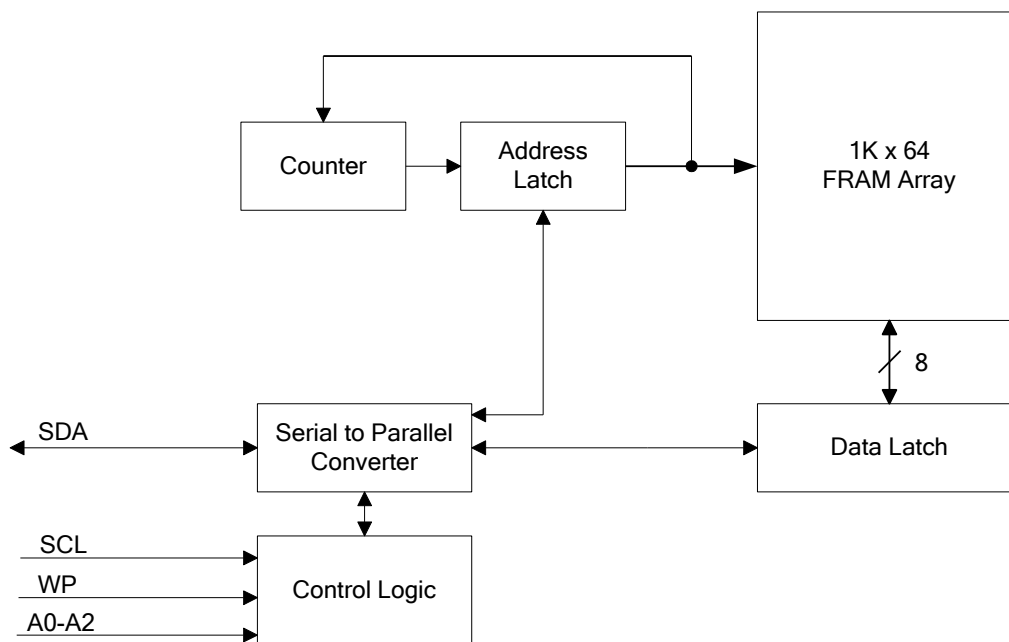 1K x 64
FRAM Array
Counter
Address
Latch
8
SDA
Serial to Parallel
Converter
Data Latch
SCL
WP
A0-A2
Control Logic